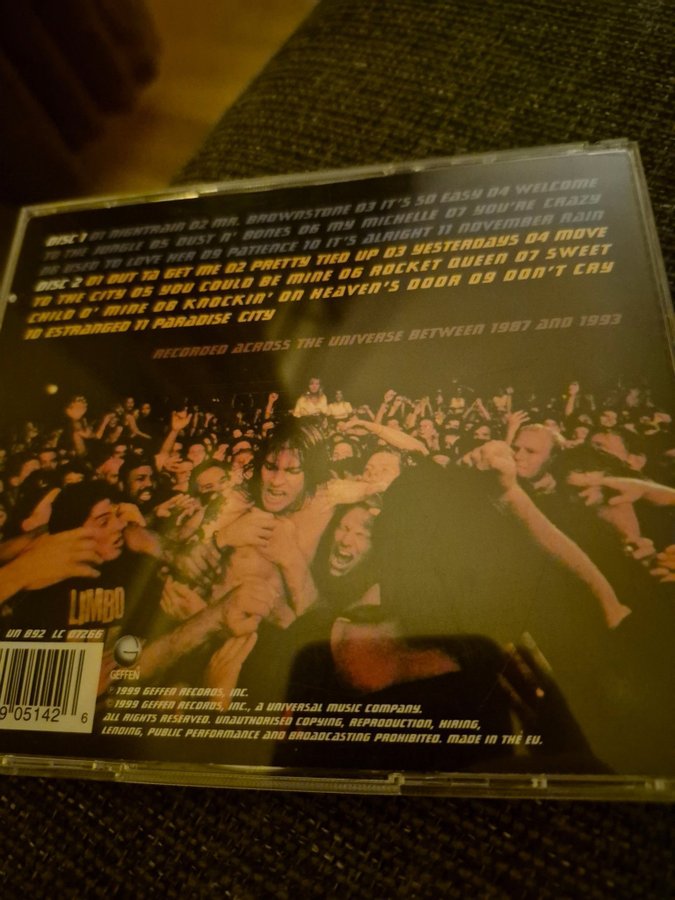 DISC 1 01 NIGHTRAIN 02 MR. BROWNSTONE 03 IT'S SO EASY 04 WELCOME
TO THE JUNGLE 05 DUST N' BONES 06 MY MICHELLE 07 YOU'RE CRAZY
08 USED TO LOVE HER 09 PATIENCE 10 IT'S ALRIGHT 11 NOVEMBER RAIN
DISC 2 01 OUT TA GET ME 02 PRETTY TIED UP 03 YESTERDAYS 04 MOVE
TO THE CITY 05 YOU COULD BE MINE 06 ROCKET QUEEN 07 SWEET
CHILD O' MINE 08 KNOCKIN' ON HEAVEN'S DOOR 09 DON'T CRY
10 ESTRANGED 11 PARADISE CITY
RECORDED ACROSS THE UNIVERSE BETWEEN 1987 AND 1993
LIMBO
UN 892 LC 07266
GEFFEN
9 05142 6
℗ 1999 GEFFEN RECORDS, INC.
© 1999 GEFFEN RECORDS, INC., A UNIVERSAL MUSIC COMPANY.
ALL RIGHTS RESERVED. UNAUTHORISED COPYING, REPRODUCTION, HIRING,
LENDING, PUBLIC PERFORMANCE AND BROADCASTING PROHIBITED. MADE IN THE EU.